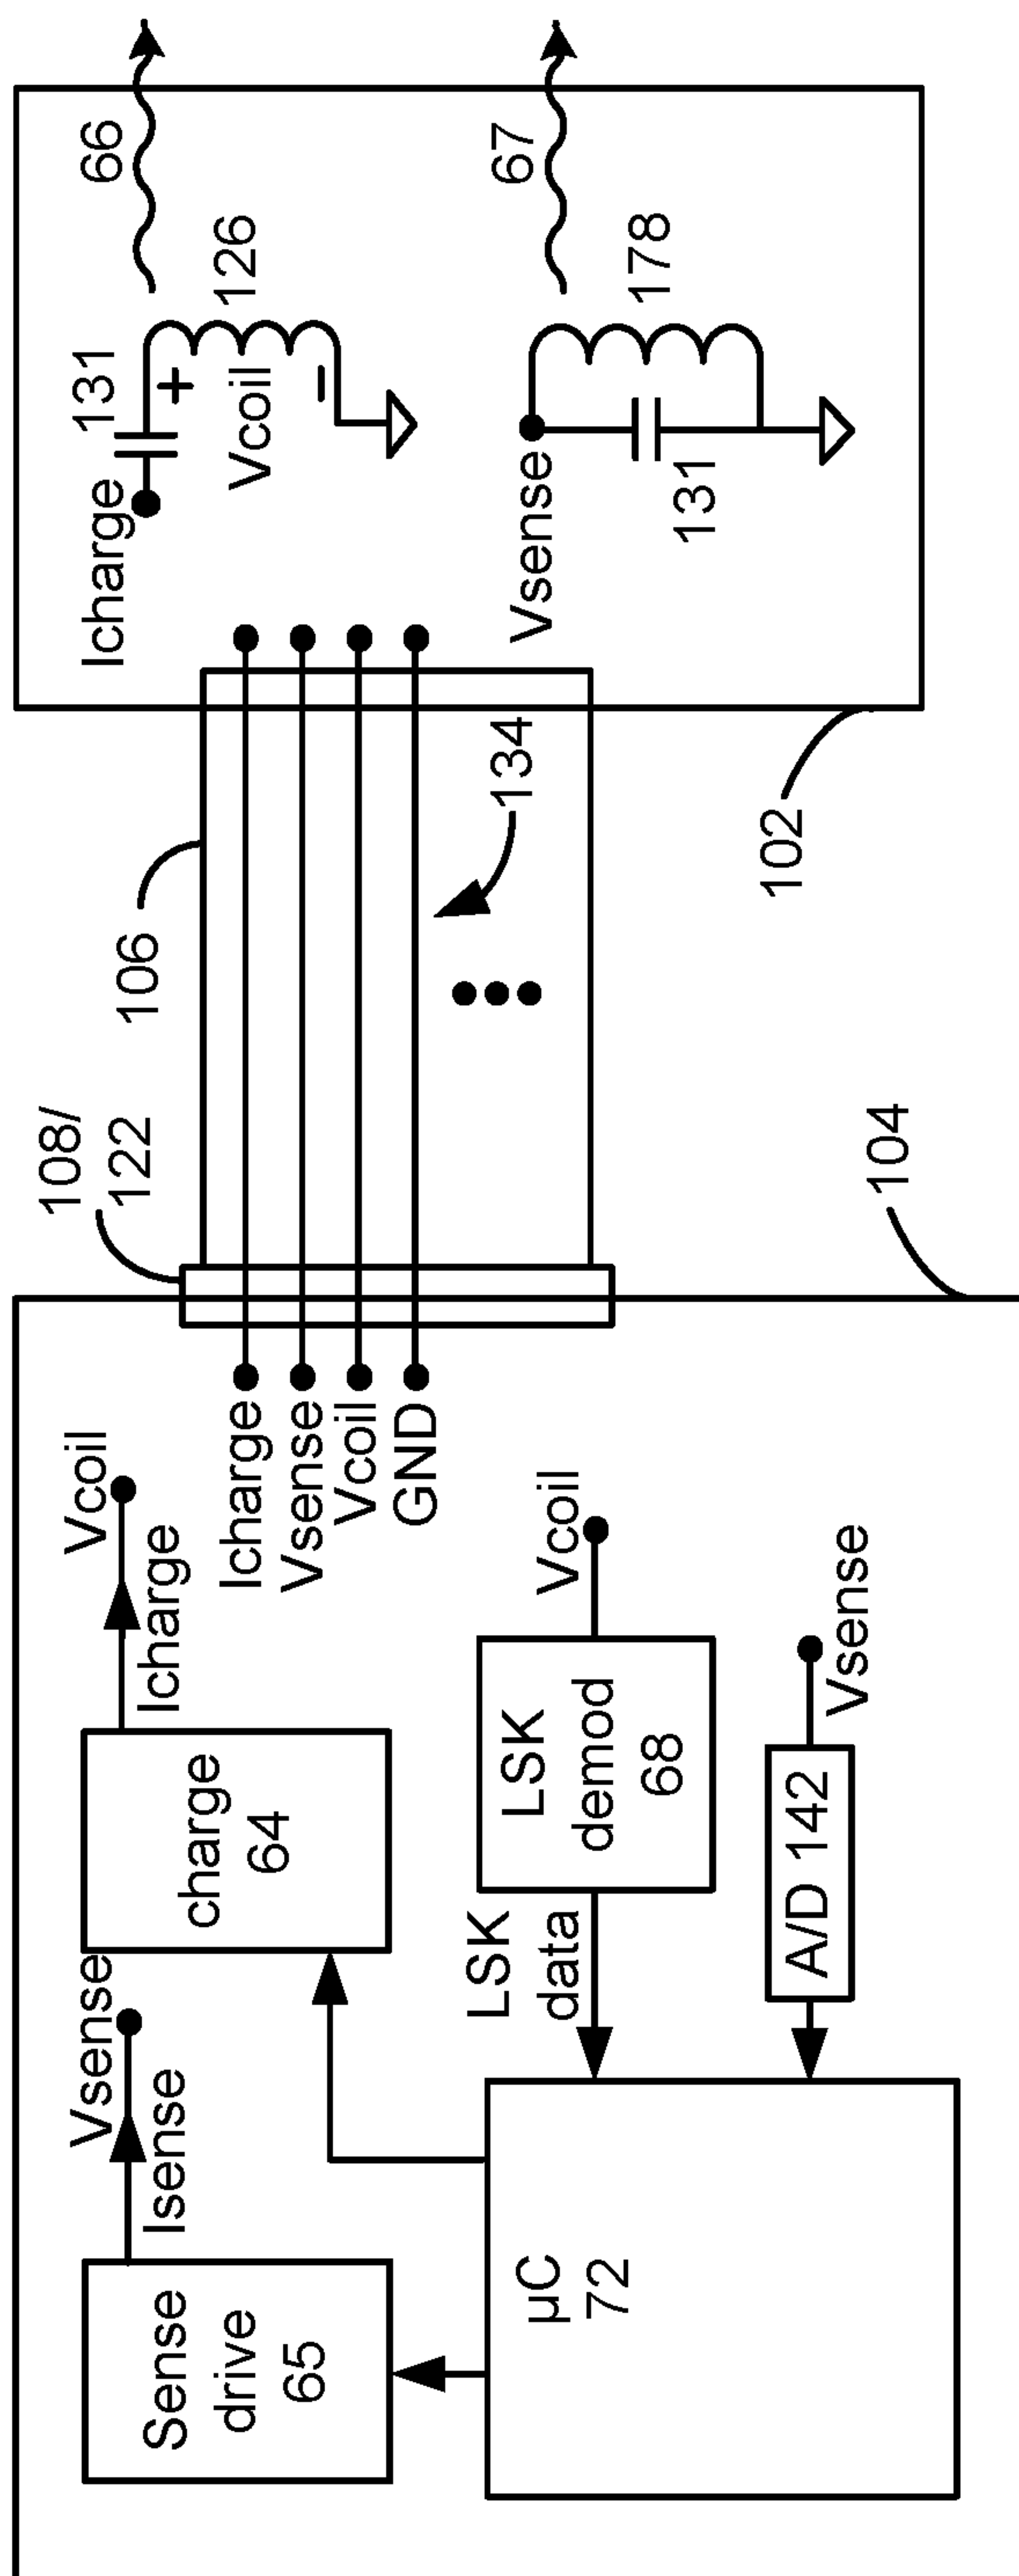 Sense
drive
65
Vsense
Isense
charge
64
Vcoil
Icharge
µC
72
LSK
data
LSK
demod
68
Vcoil
A/D 142
Vsense
Icharge
Vsense
Vcoil
GND
108/
122
104
106
134
102
Icharge
131
+
Vcoil
–
126
66
Vsense
131
178
67